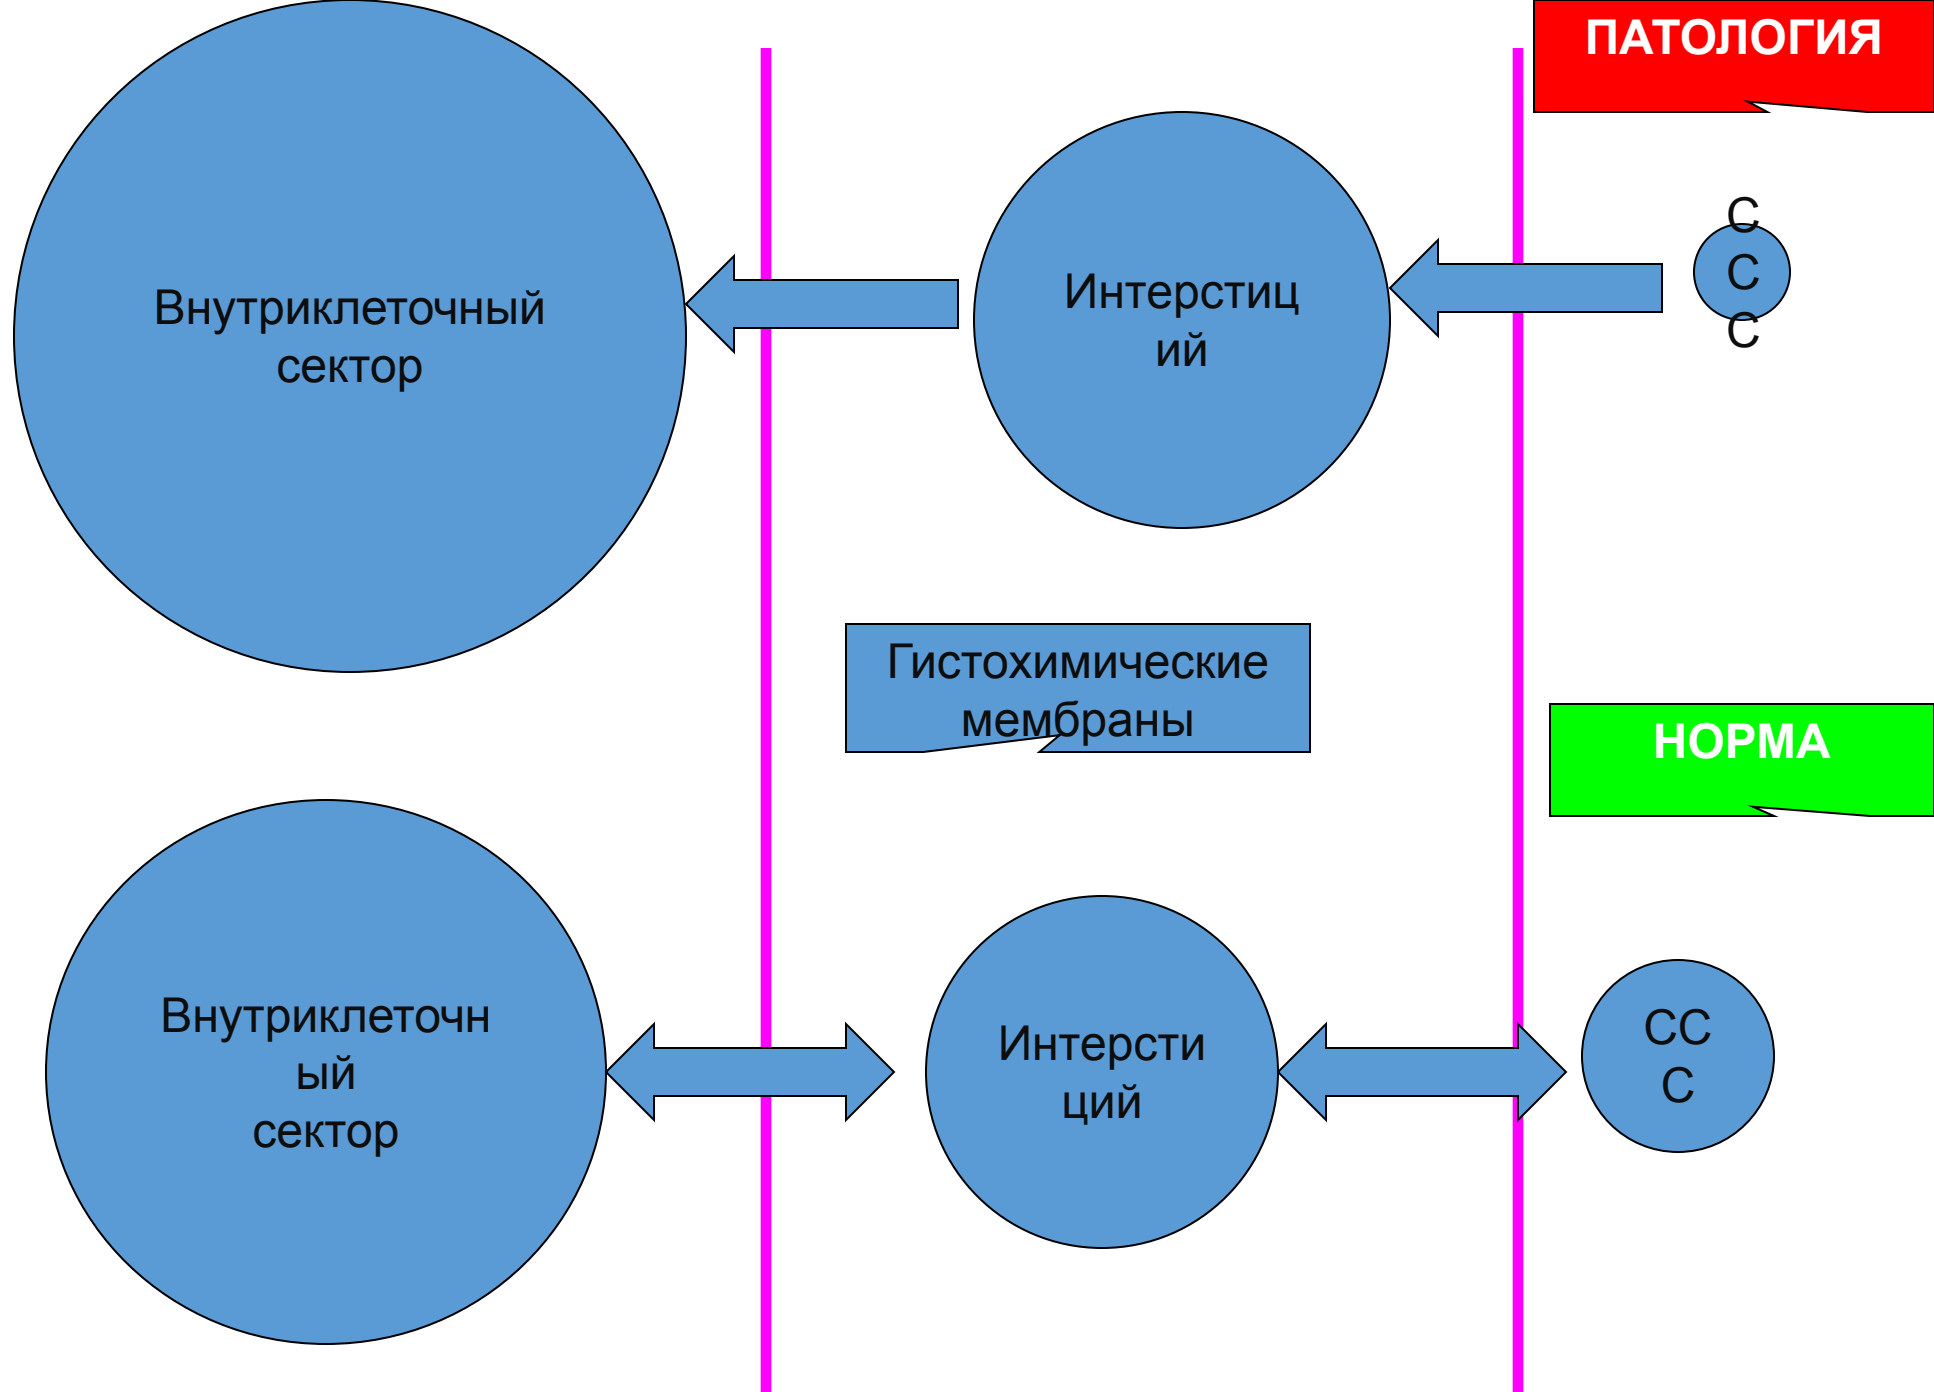 ПАТОЛОГИЯ
Внутриклеточный
сектор
Интерстиц
ий
С
С
С
Гистохимические
мембраны
НОРМА
Внутриклеточн
ый
сектор
Интерсти
ций
СС
С